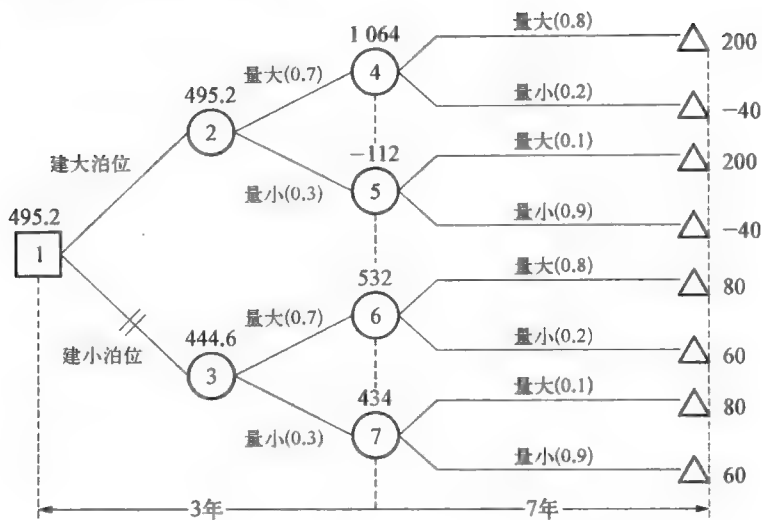 1 064
量大(0.8)
200
量大(0.7)
4
495.2
量小(0.2)
-40
2
-112
量大(0.1)
200
建大泊位
量小(0.3)
5
量小(0.9)
-40
495.2
1
532
量大(0.8)
80
量大(0.7)
6
444.6
量小(0.2)
60
建小泊位
3
434
量大(0.1)
80
量小(0.3)
7
量小(0.9)
60
3年
7年